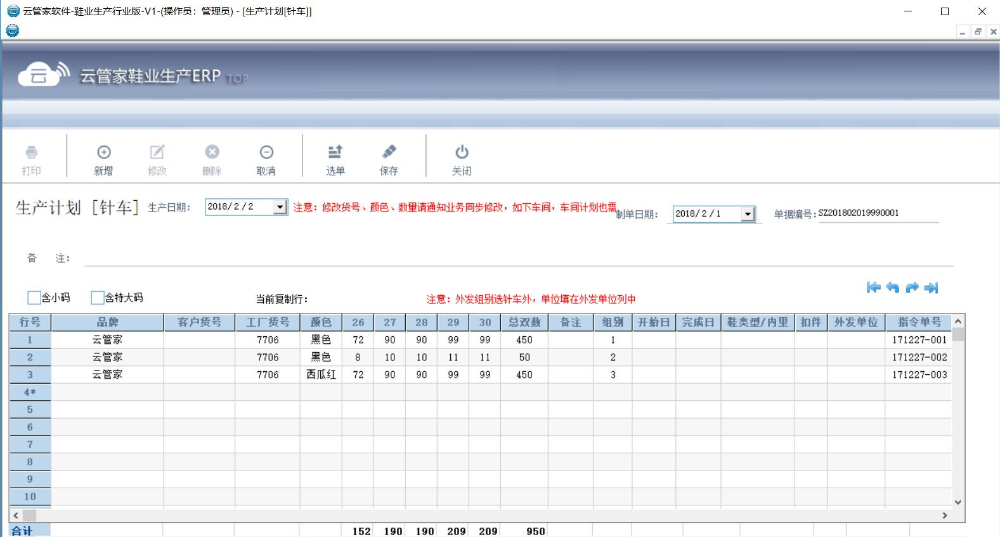 云管家软件-鞋业生产行业版-V1-(操作员：管理员) - [生产计划[针车]]
云管家鞋业生产ERP TOP
打印 新增 修改 删除 取消 选单 保存 关闭
生产计划 [针车] 生产日期： 2018/ 2 / 2 注意：修改货号、颜色、数量请通知业务同步修改，如下车间，车间计划也需 制单日期： 2018/ 2 / 1 单据编号: SZ201802019990001
备 注：
含小码 含特大码 当前复制行： 注意：外发组别选针车外，单位填在外发单位列中
行号 品牌 客户货号 工厂货号 颜色 26 27 28 29 30 总双数 备注 组别 开始日 完成日 鞋类型/内里 扣件 外发单位 指令单号
1 云管家 7706 黑色 72 90 90 99 99 450 1 171227-001
2 云管家 7706 黑色 8 10 10 11 11 50 2 171227-002
3 云管家 7706 西瓜红 72 90 90 99 99 450 3 171227-003
4*
5
6
7
8
9
10
合计 152 190 190 209 209 950